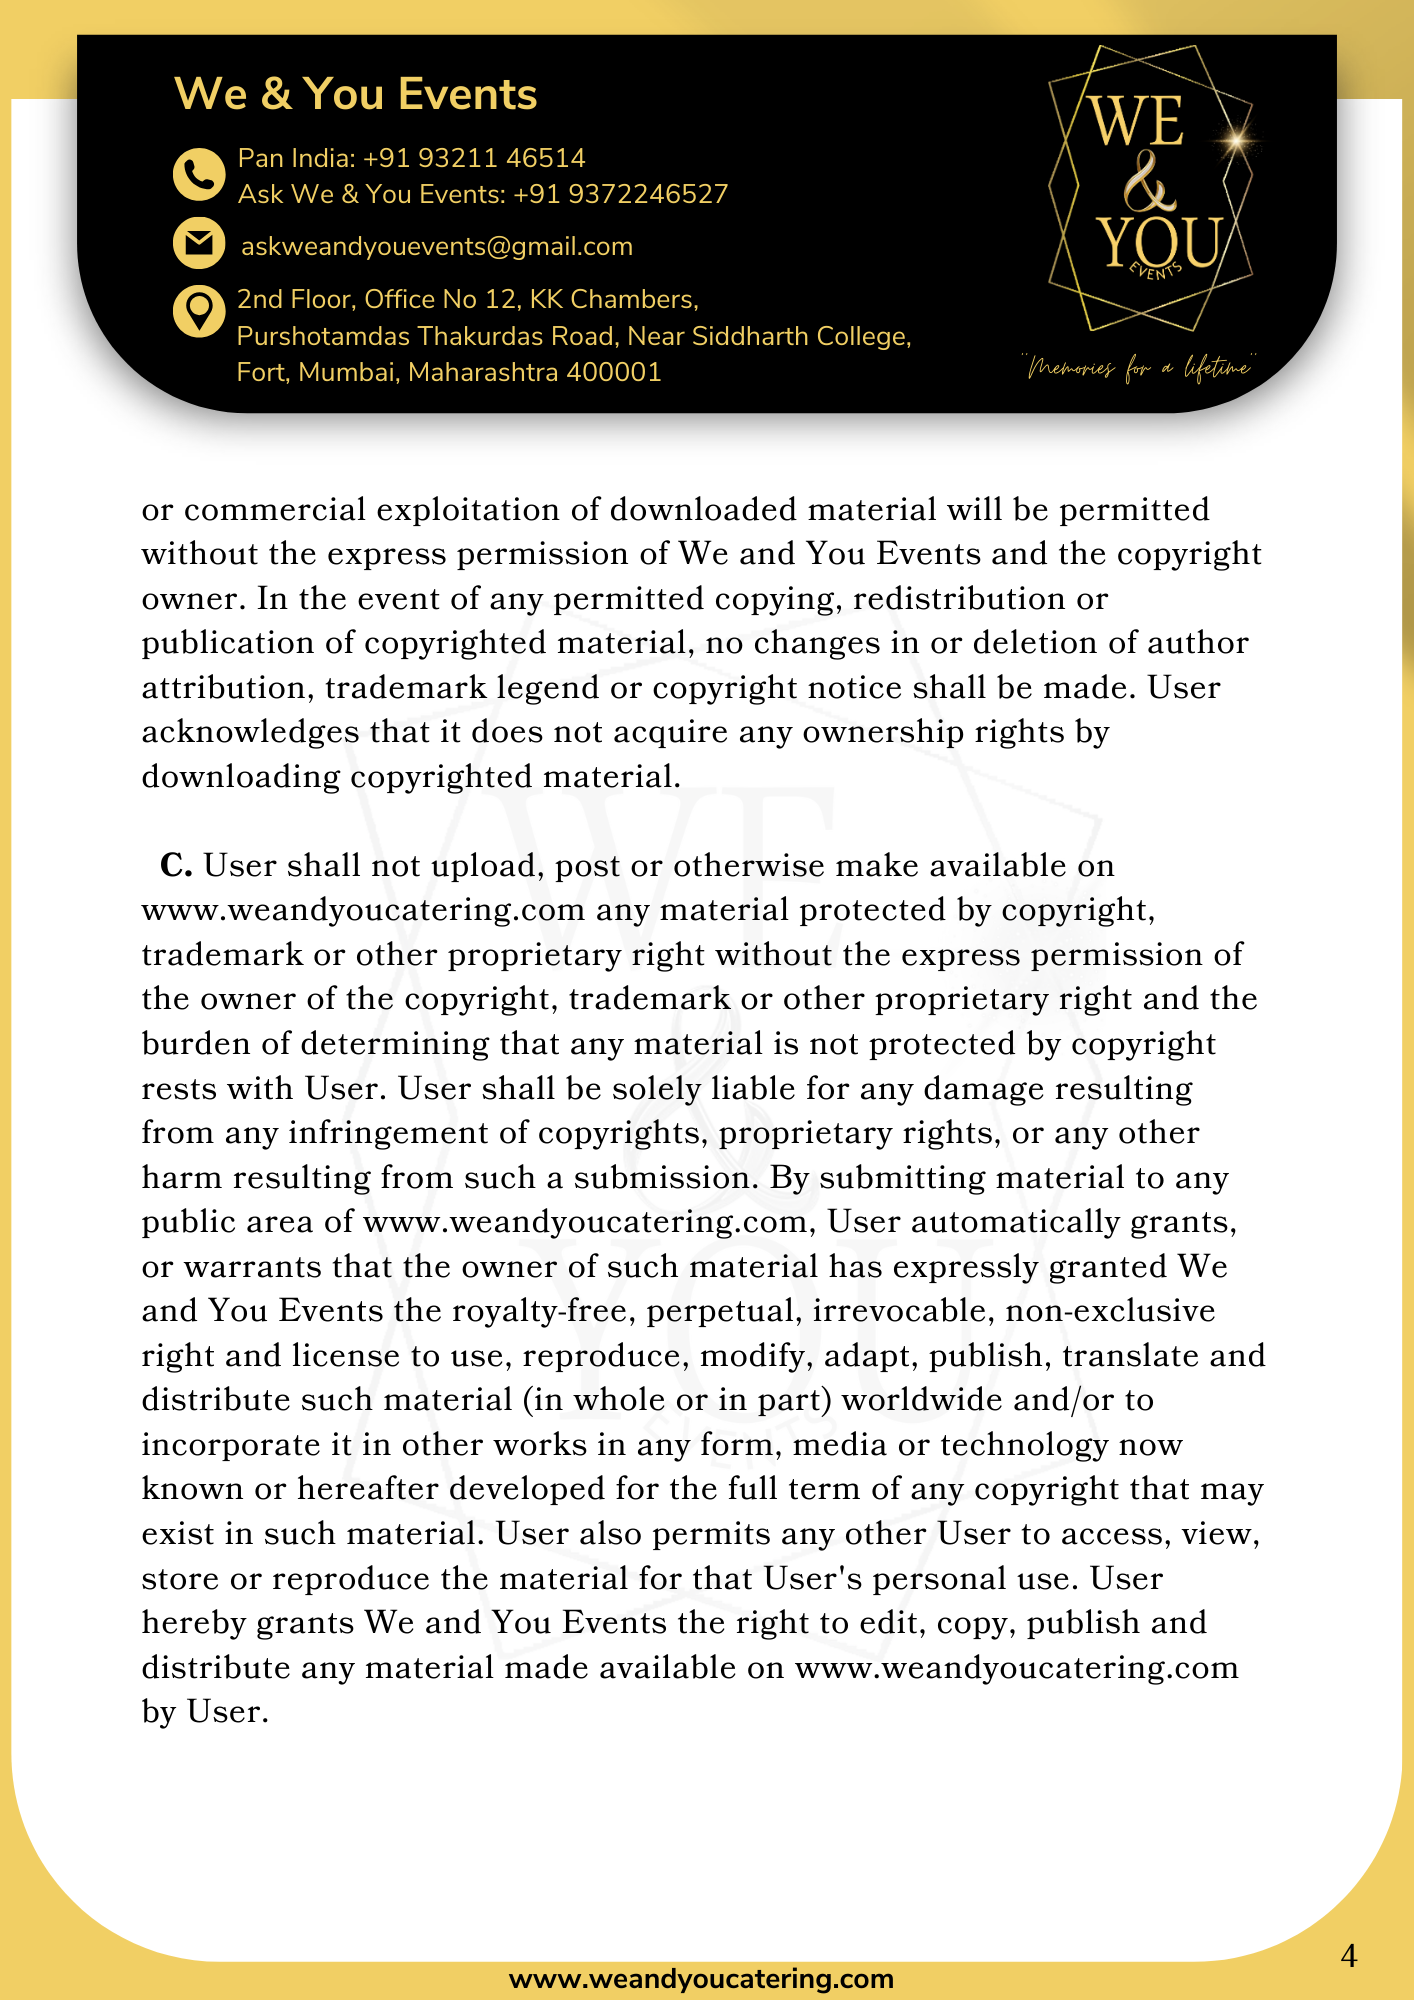 We & You Events
Pan India: +91 93211 46514
Ask We & You Events: +91 9372246527
askweandyouevents@gmail.com
2nd Floor, Office No 12, KK Chambers,
Purshotamdas Thakurdas Road, Near Siddharth College,
Fort, Mumbai, Maharashtra 400001
WE
&
YOU
EVENTS
"Memories for a lifetime"
or commercial exploitation of downloaded material will be permitted
without the express permission of We and You Events and the copyright
owner. In the event of any permitted copying, redistribution or
publication of copyrighted material, no changes in or deletion of author
attribution, trademark legend or copyright notice shall be made. User
acknowledges that it does not acquire any ownership rights by
downloading copyrighted material.
C. User shall not upload, post or otherwise make available on
www.weandyoucatering.com any material protected by copyright,
trademark or other proprietary right without the express permission of
the owner of the copyright, trademark or other proprietary right and the
burden of determining that any material is not protected by copyright
rests with User. User shall be solely liable for any damage resulting
from any infringement of copyrights, proprietary rights, or any other
harm resulting from such a submission. By submitting material to any
public area of www.weandyoucatering.com, User automatically grants,
or warrants that the owner of such material has expressly granted We
and You Events the royalty-free, perpetual, irrevocable, non-exclusive
right and license to use, reproduce, modify, adapt, publish, translate and
distribute such material (in whole or in part) worldwide and/or to
incorporate it in other works in any form, media or technology now
known or hereafter developed for the full term of any copyright that may
exist in such material. User also permits any other User to access, view,
store or reproduce the material for that User's personal use. User
hereby grants We and You Events the right to edit, copy, publish and
distribute any material made available on www.weandyoucatering.com
by User.
WE
&
YOU
EVENTS
4
www.weandyoucatering.com